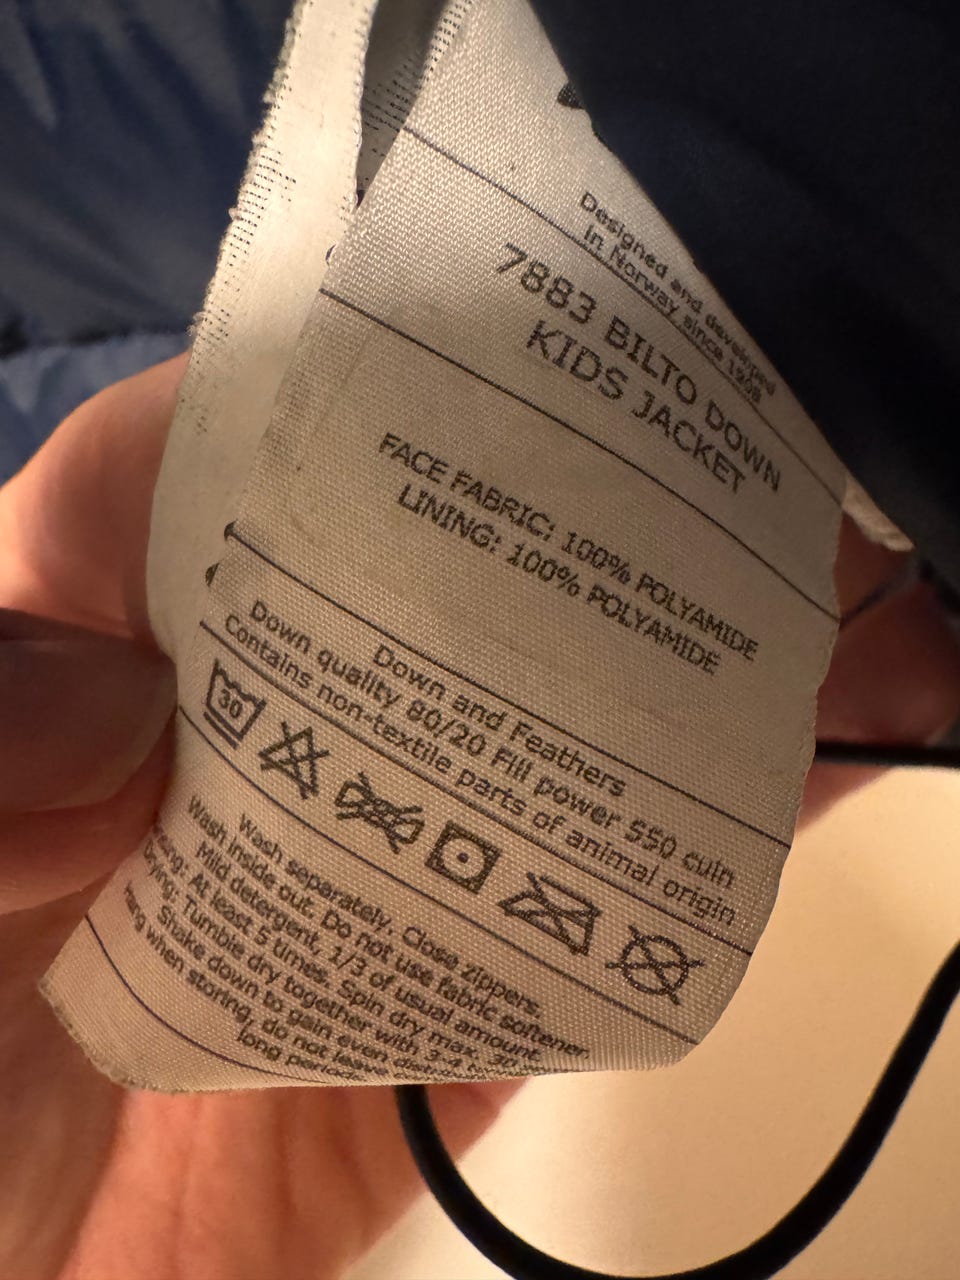 Designed and developed
in Norway since 1908
7883 BILTO DOWN
KIDS JACKET
FACE FABRIC: 100% POLYAMIDE
LINING: 100% POLYAMIDE
Down and Feathers
Down quality 80/20 Fill power 550 cuin
Contains non-textile parts of animal origin
30
Wash separately. Close zippers.
Wash inside out. Do not use fabric softener.
Mild detergent, 1/3 of usual amount.
At least 5 times. Spin dry max.
Drying: Tumble dry together with 3-4
Shake down to gain even
hang when storing, do not leave
long periods